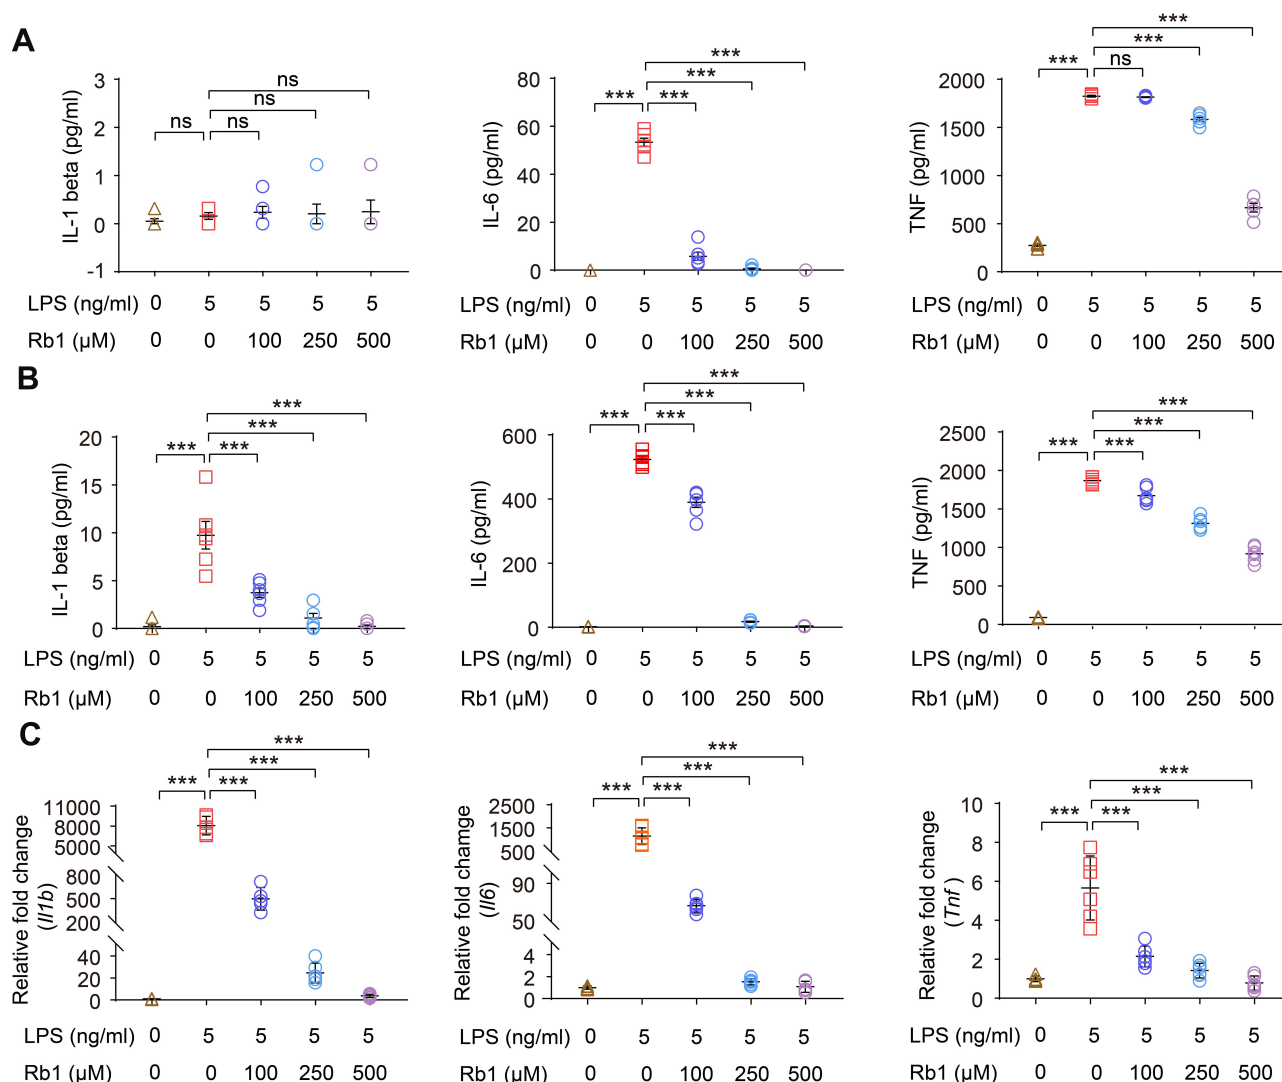 A
IL-1 beta (pg/ml)
3
2
1
0
-1
ns
ns
ns
ns
LPS (ng/ml) 0 5 5 5 5
Rb1 (µM) 0 0 100 250 500
IL-6 (pg/ml)
80
60
40
20
0
***
***
***
***
LPS (ng/ml) 0 5 5 5 5
Rb1 (µM) 0 0 100 250 500
TNF (pg/ml)
2000
1500
1000
500
0
***
***
***
ns
LPS (ng/ml) 0 5 5 5 5
Rb1 (µM) 0 0 100 250 500
B
IL-1 beta (pg/ml)
20
15
10
5
0
***
***
***
***
LPS (ng/ml) 0 5 5 5 5
Rb1 (µM) 0 0 100 250 500
IL-6 (pg/ml)
600
400
200
0
***
***
***
***
LPS (ng/ml) 0 5 5 5 5
Rb1 (µM) 0 0 100 250 500
TNF (pg/ml)
2500
2000
1500
1000
500
0
***
***
***
***
LPS (ng/ml) 0 5 5 5 5
Rb1 (µM) 0 0 100 250 500
C
Relative fold change
(Il1b)
11000
8000
5000
800
500
200
40
20
0
***
***
***
***
LPS (ng/ml) 0 5 5 5 5
Rb1 (µM) 0 0 100 250 500
Relative fold chamge
(Il6)
2500
1500
500
90
50
4
2
0
***
***
***
***
LPS (ng/ml) 0 5 5 5 5
Rb1 (µM) 0 0 100 250 500
Relative fold change
(Tnf )
10
8
6
4
2
0
***
***
***
***
LPS (ng/ml) 0 5 5 5 5
Rb1 (µM) 0 0 100 250 500